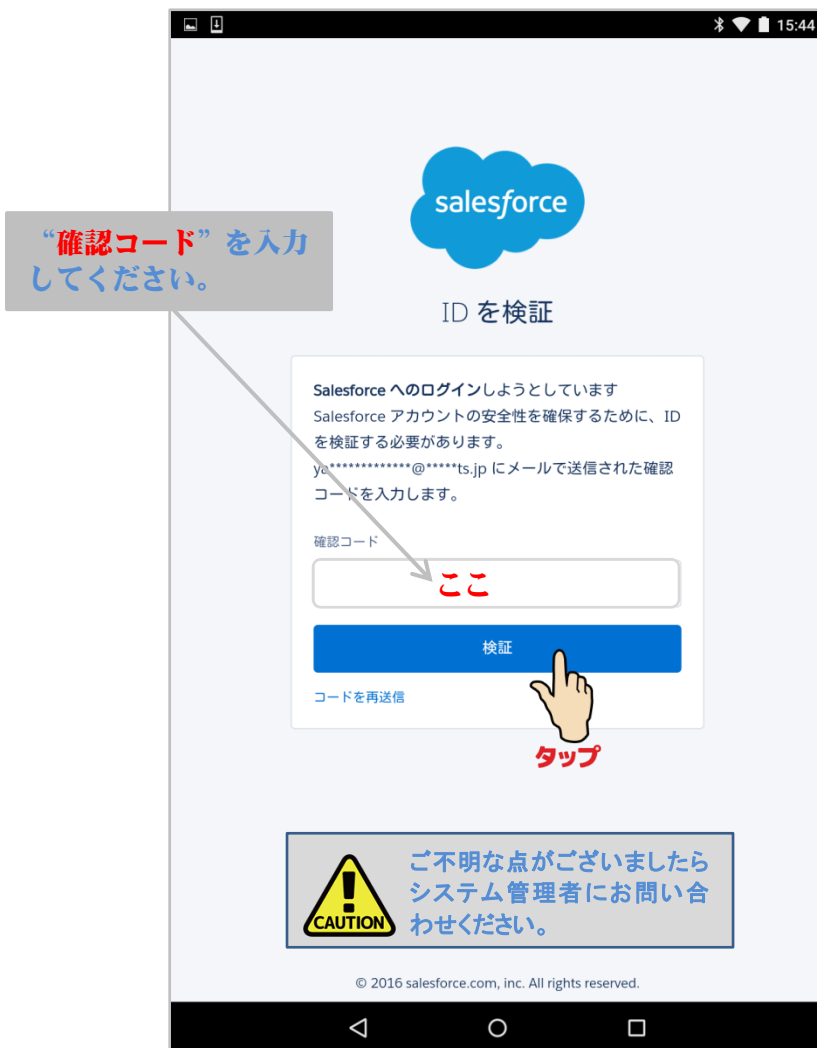 15:44
salesforce
“確認コード”を入力
してください。
ID を検証
Salesforce へのログインしようとしています
Salesforce アカウントの安全性を確保するために、ID
を検証する必要があります。
ya*************@*****ts.jp にメールで送信された確認
コードを入力します。
確認コード
ここ
検証
コードを再送信
タップ
ご不明な点がございましたら
システム管理者にお問い合
わせください。
CAUTION
© 2016 salesforce.com, inc. All rights reserved.